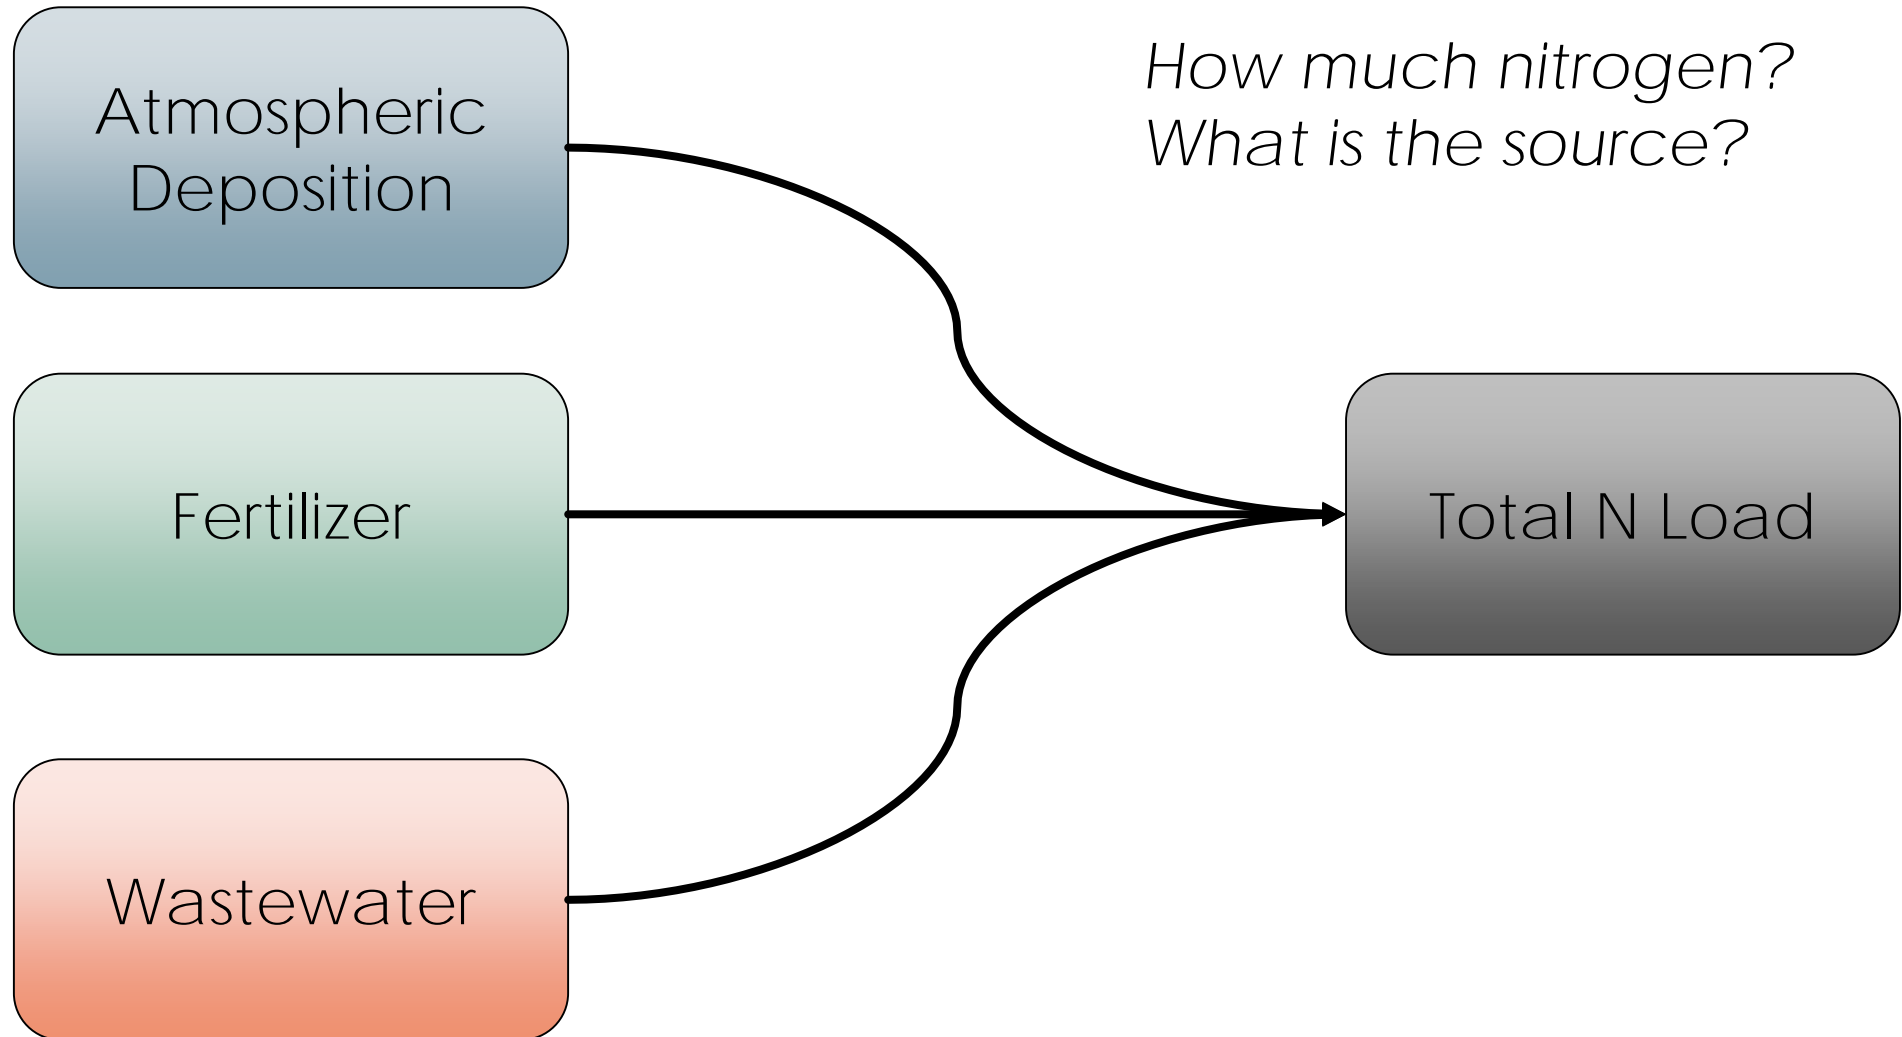 Atmospheric
Deposition
How much nitrogen?
What is the source?
Fertilizer
Total N Load
Wastewater